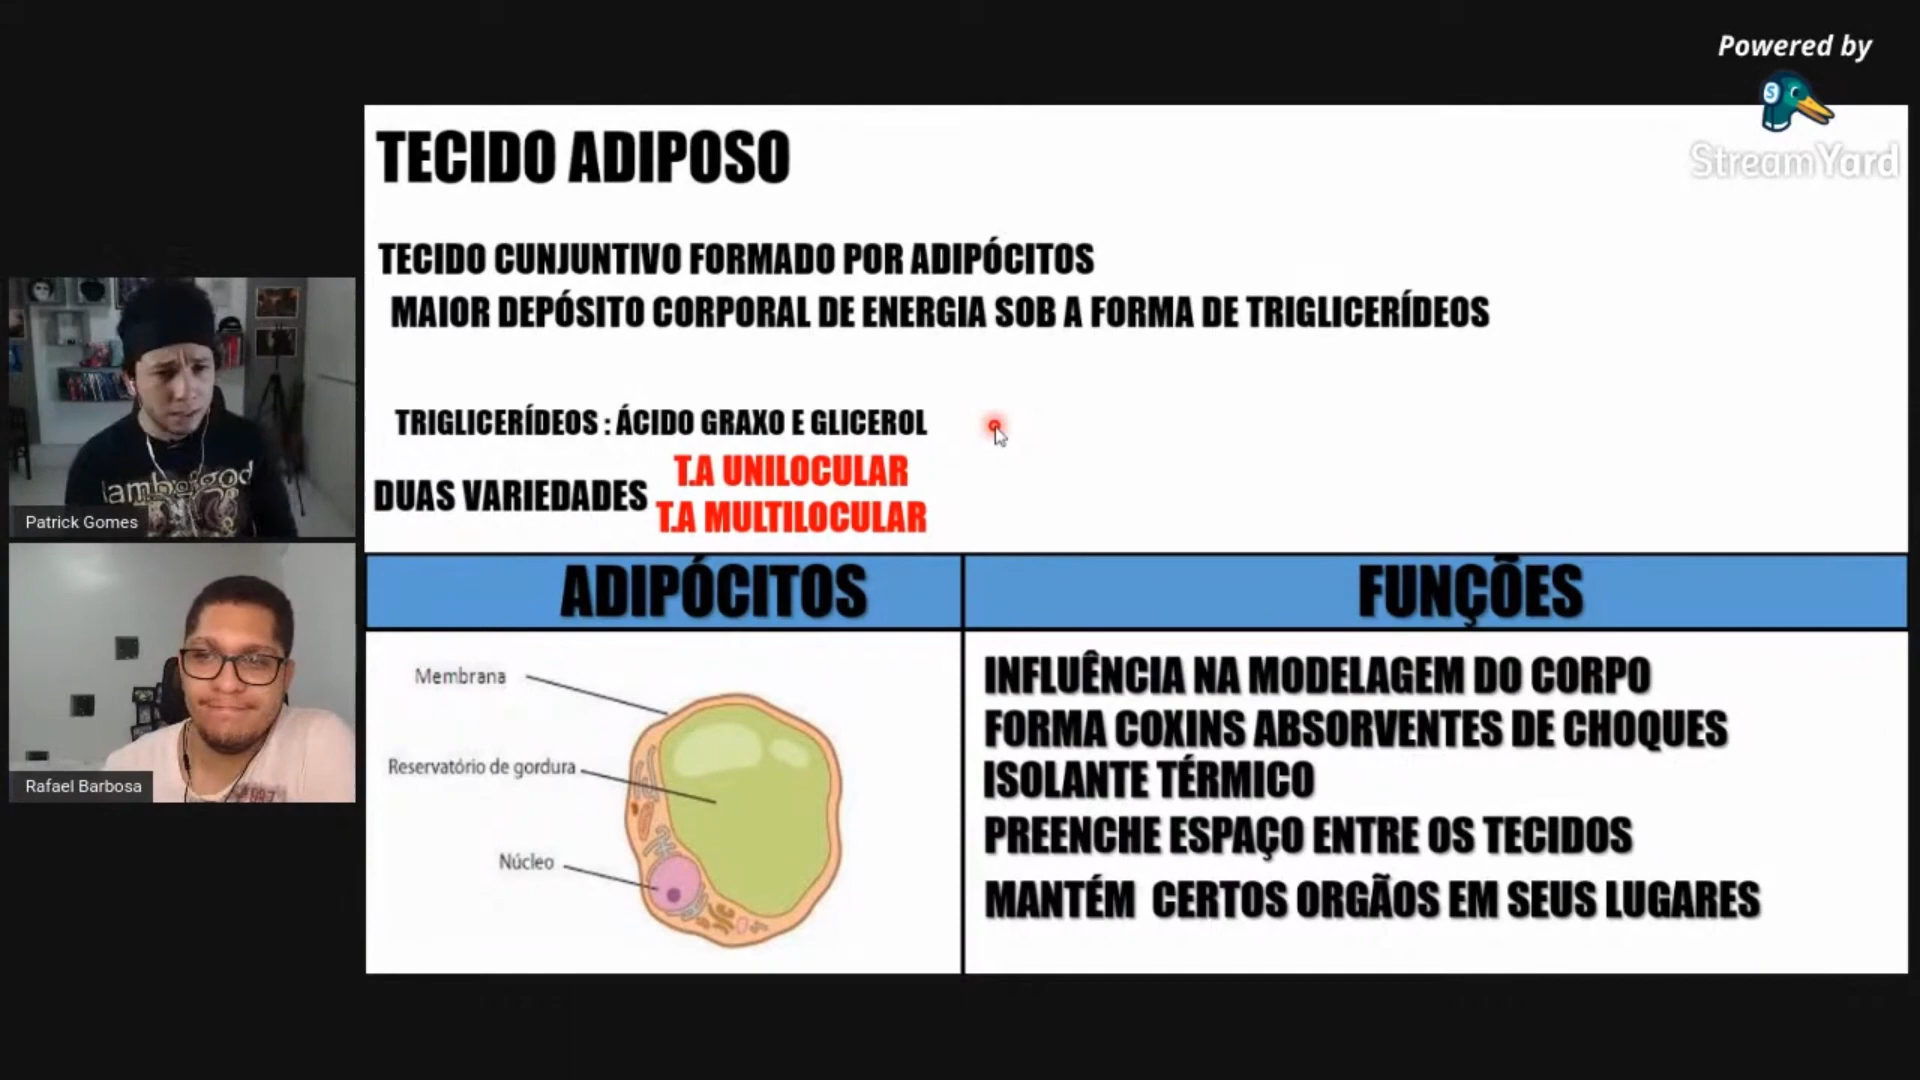 Powered by
StreamYard
TECIDO ADIPOSO
TECIDO CUNJUNTIVO FORMADO POR ADIPÓCITOS
MAIOR DEPÓSITO CORPORAL DE ENERGIA SOB A FORMA DE TRIGLICERÍDEOS
TRIGLICERÍDEOS : ÁCIDO GRAXO E GLICEROL
DUAS VARIEDADES
T.A UNILOCULAR
T.A MULTILOCULAR
lamb of god
Patrick Gomes
Rafael Barbosa
ADIPÓCITOS
Membrana
Reservatório de gordura
Núcleo
FUNÇÕES
INFLUÊNCIA NA MODELAGEM DO CORPO
FORMA COXINS ABSORVENTES DE CHOQUES
ISOLANTE TÉRMICO
PREENCHE ESPAÇO ENTRE OS TECIDOS
MANTÉM CERTOS ORGÃOS EM SEUS LUGARES